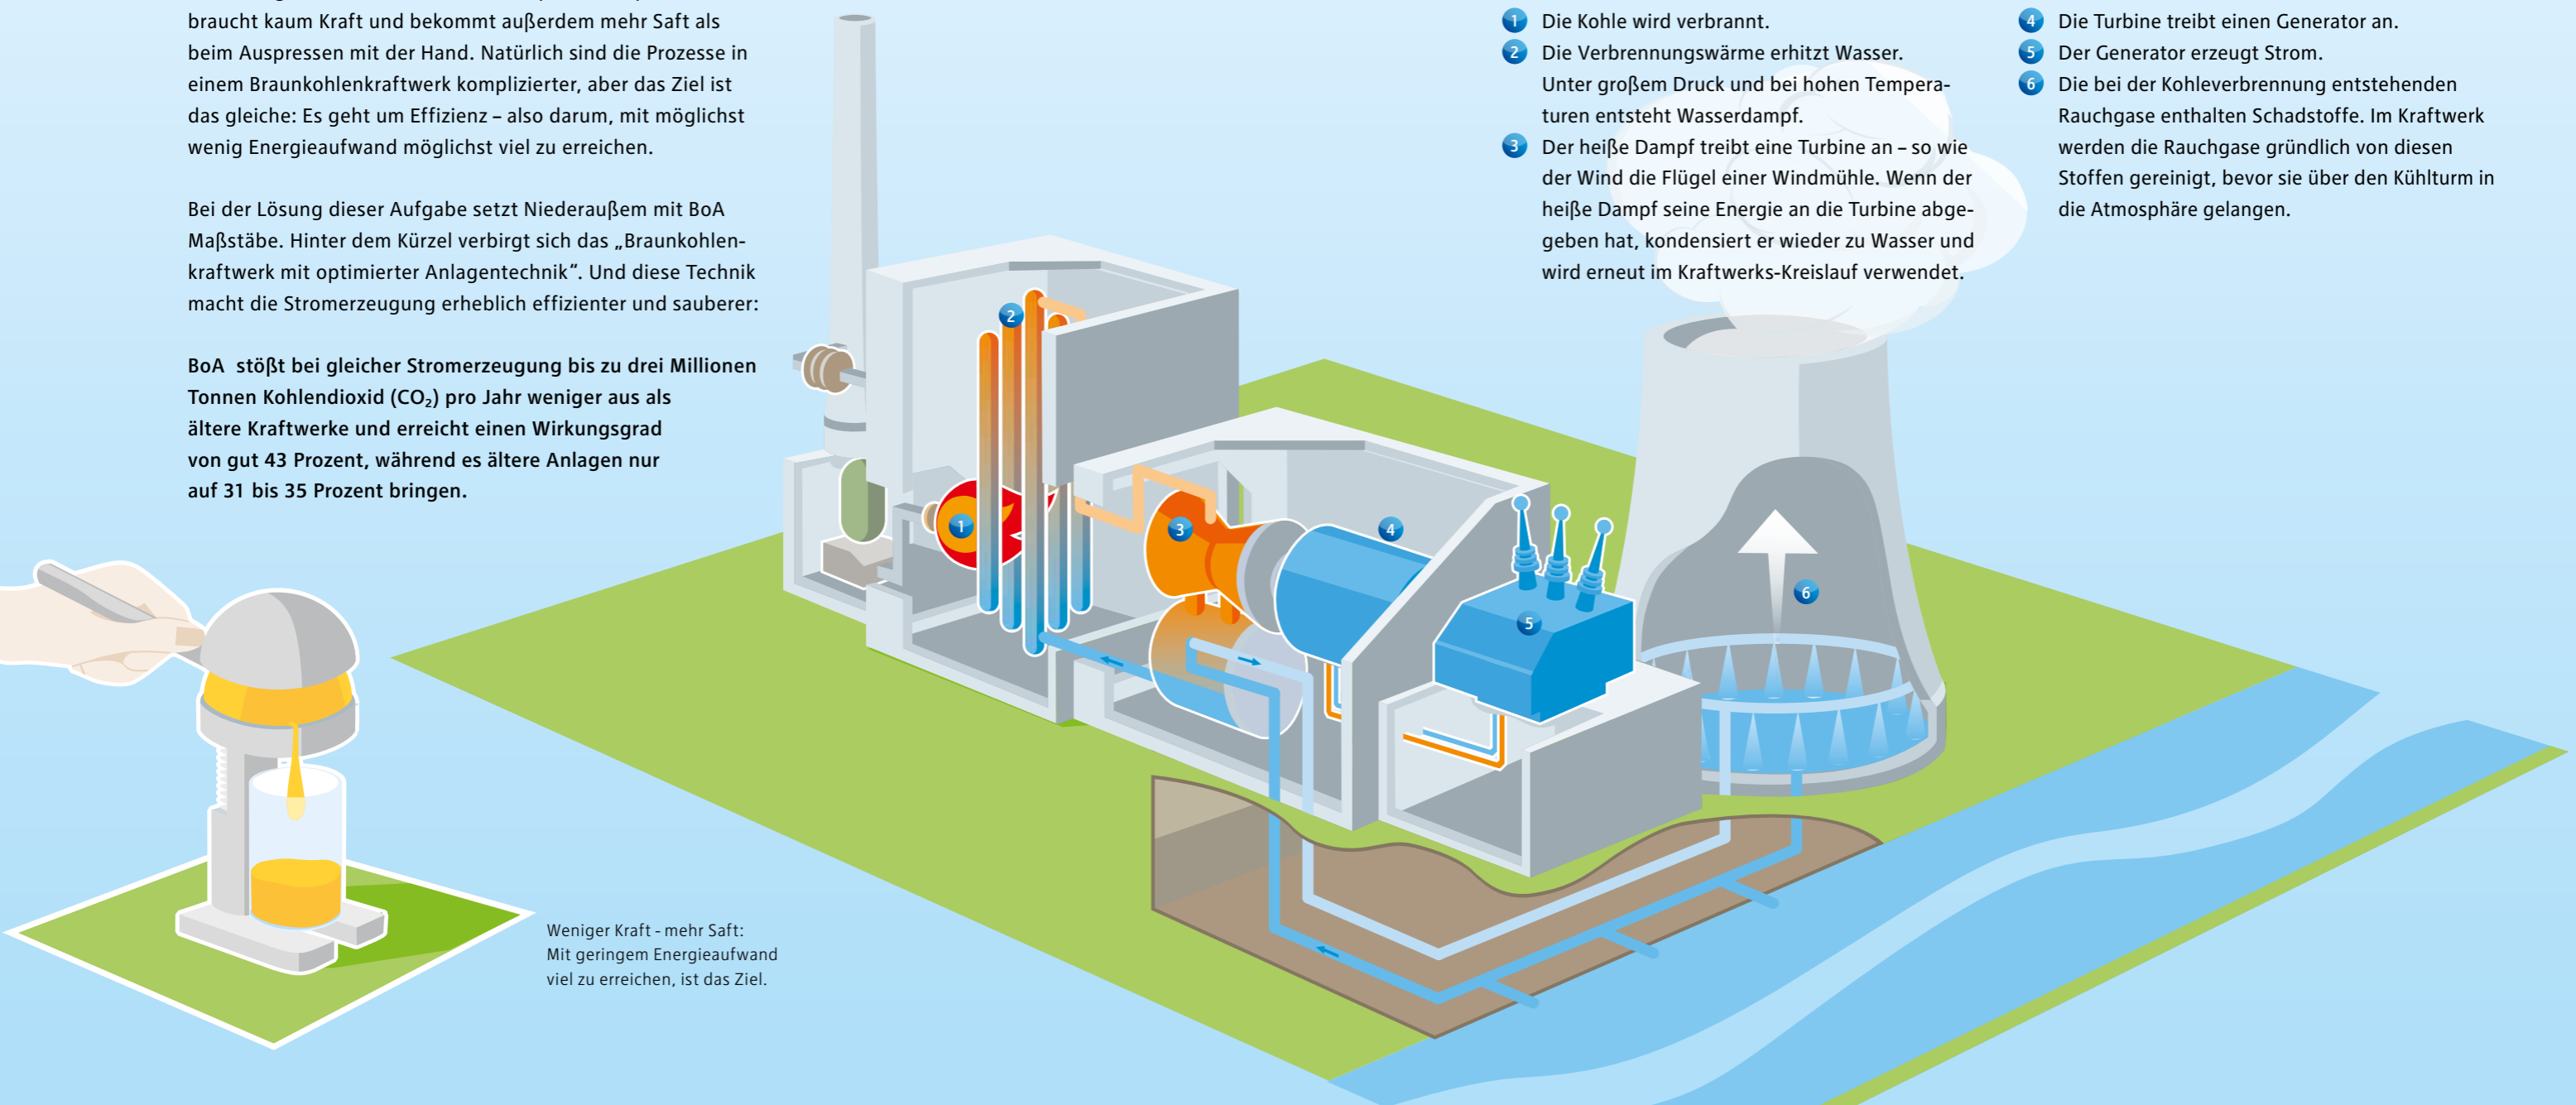 braucht kaum Kraft und bekommt außerdem mehr Saft als
beim Auspressen mit der Hand. Natürlich sind die Prozesse in
einem Braunkohlenkraftwerk komplizierter, aber das Ziel ist
das gleiche: Es geht um Effizienz – also darum, mit möglichst
wenig Energieaufwand möglichst viel zu erreichen.
Bei der Lösung dieser Aufgabe setzt Niederaußem mit BoA
Maßstäbe. Hinter dem Kürzel verbirgt sich das „Braunkohlen-
kraftwerk mit optimierter Anlagentechnik“. Und diese Technik
macht die Stromerzeugung erheblich effizienter und sauberer:
BoA stößt bei gleicher Stromerzeugung bis zu drei Millionen
Tonnen Kohlendioxid (CO₂) pro Jahr weniger aus als
ältere Kraftwerke und erreicht einen Wirkungsgrad
von gut 43 Prozent, während es ältere Anlagen nur
auf 31 bis 35 Prozent bringen.
Weniger Kraft - mehr Saft:
Mit geringem Energieaufwand
viel zu erreichen, ist das Ziel.
1 Die Kohle wird verbrannt.
2 Die Verbrennungswärme erhitzt Wasser.
Unter großem Druck und bei hohen Tempera-
turen entsteht Wasserdampf.
3 Der heiße Dampf treibt eine Turbine an – so wie
der Wind die Flügel einer Windmühle. Wenn der
heiße Dampf seine Energie an die Turbine abge-
geben hat, kondensiert er wieder zu Wasser und
wird erneut im Kraftwerks-Kreislauf verwendet.
4 Die Turbine treibt einen Generator an.
5 Der Generator erzeugt Strom.
6 Die bei der Kohleverbrennung entstehenden
Rauchgase enthalten Schadstoffe. Im Kraftwerk
werden die Rauchgase gründlich von diesen
Stoffen gereinigt, bevor sie über den Kühlturm in
die Atmosphäre gelangen.
2
1
3
4
5
6